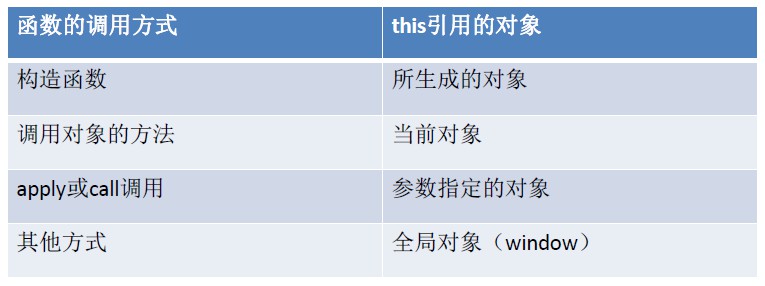 函数的调用方式 this引用的对象
构造函数 所生成的对象
调用对象的方法 当前对象
apply或call调用 参数指定的对象
其他方式 全局对象（window）